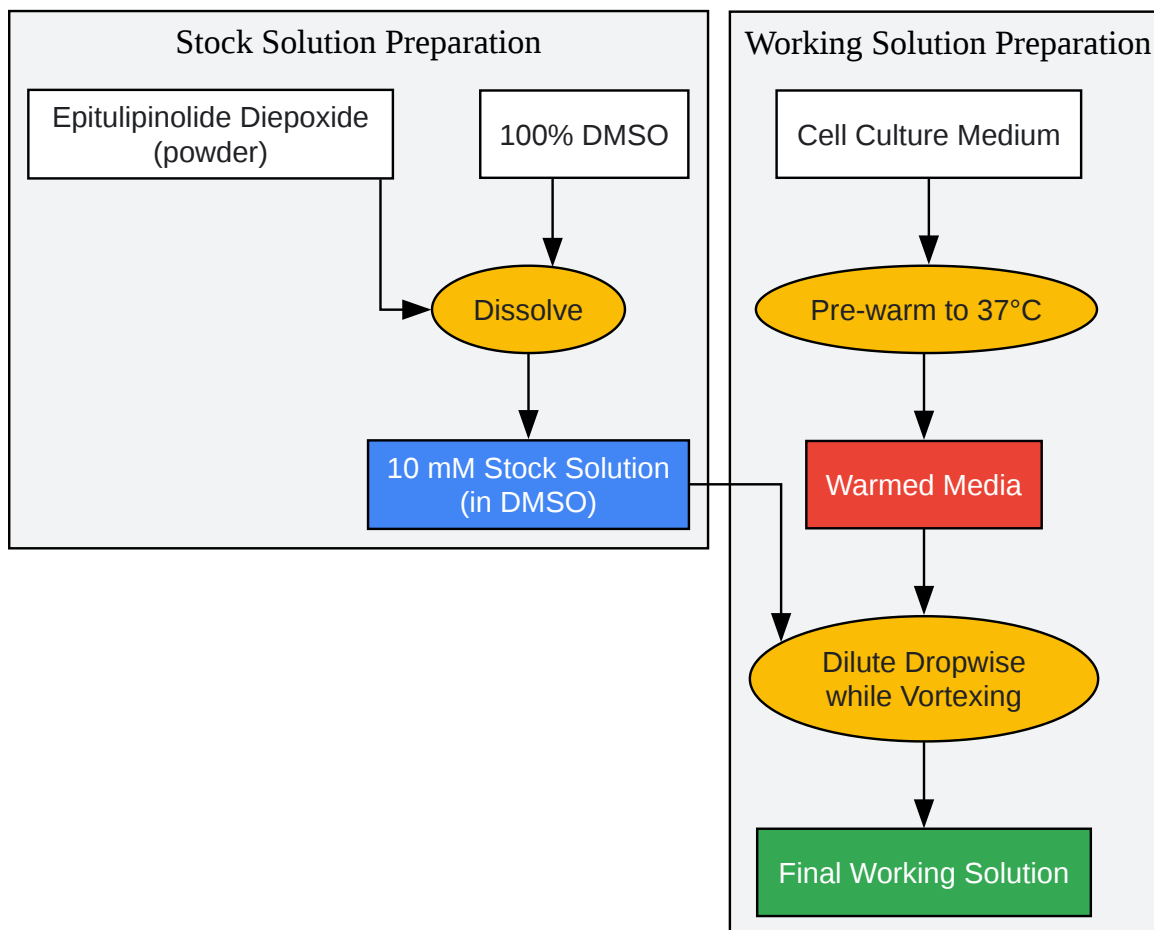 Stock Solution Preparation
Epitulipinolide Diepoxide
(powder)
100% DMSO
Dissolve
10 mM Stock Solution
(in DMSO)
Working Solution Preparation
Cell Culture Medium
Pre-warm to 37°C
Warmed Media
Dilute Dropwise
while Vortexing
Final Working Solution